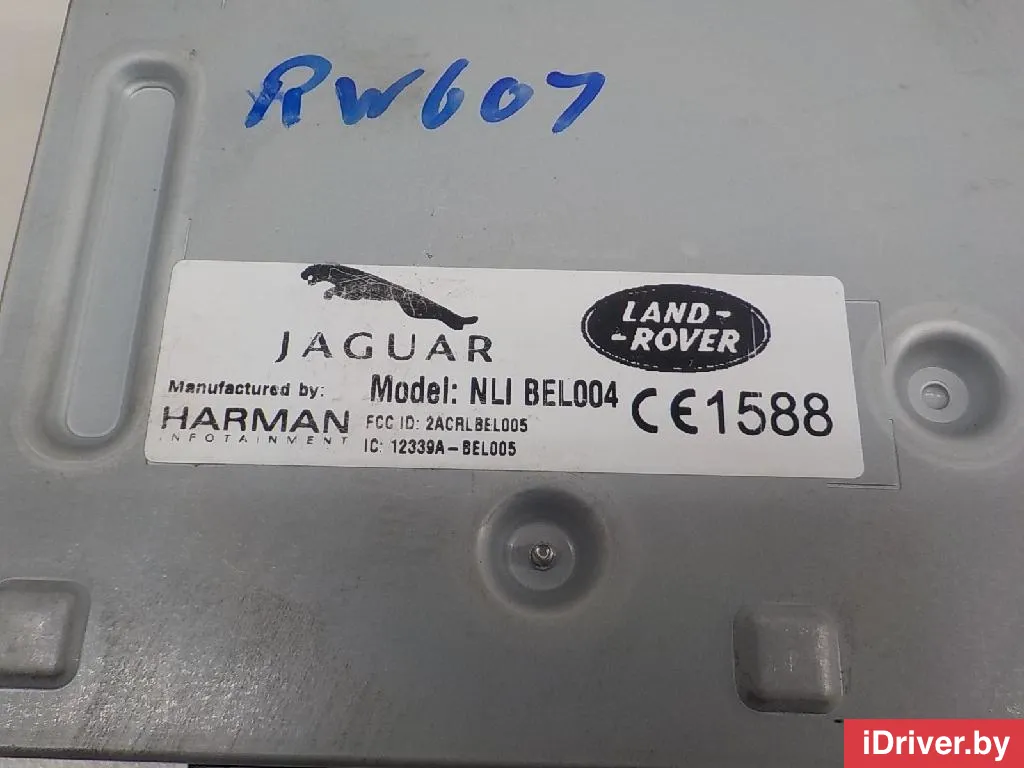 RW607
JAGUAR
LAND-
-ROVER
Manufactured by:
HARMAN
INFOTAINMENT
Model: NLI BEL004
FCC ID: 2ACRLBEL005
IC: 12339A-BEL005
CE1588
iDriver.by